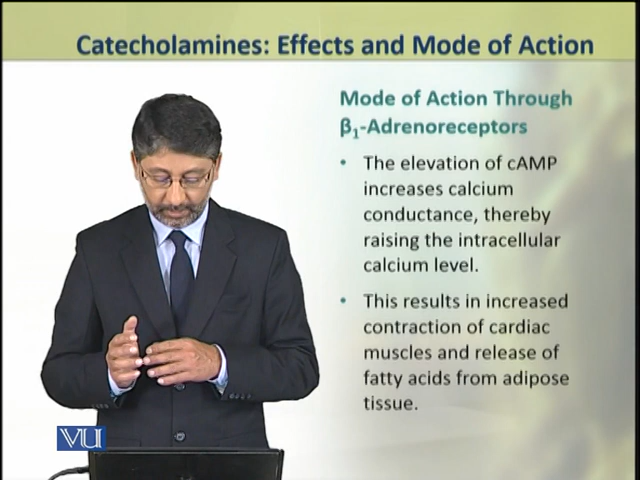 Catecholamines: Effects and Mode of Action
Mode of Action Through
β₁-Adrenoreceptors
• The elevation of cAMP
increases calcium
conductance, thereby
raising the intracellular
calcium level.
• This results in increased
contraction of cardiac
muscles and release of
fatty acids from adipose
tissue.
VU